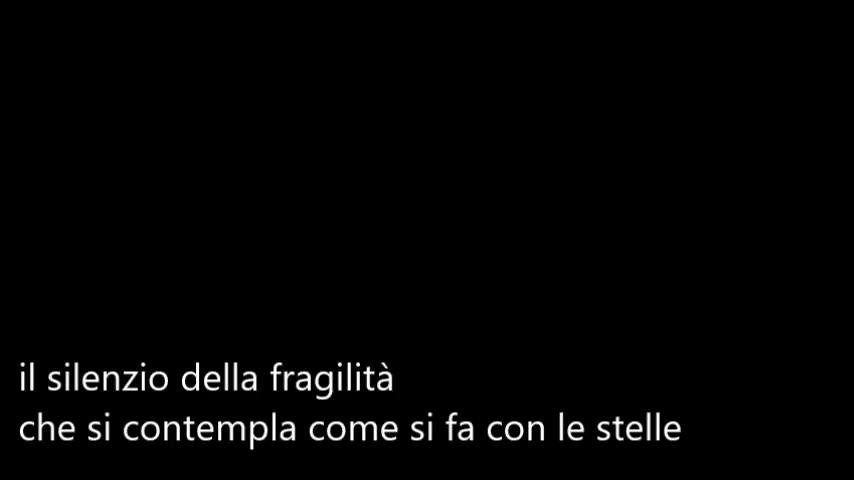 il silenzio della fragilità
che si contempla come si fa con le stelle